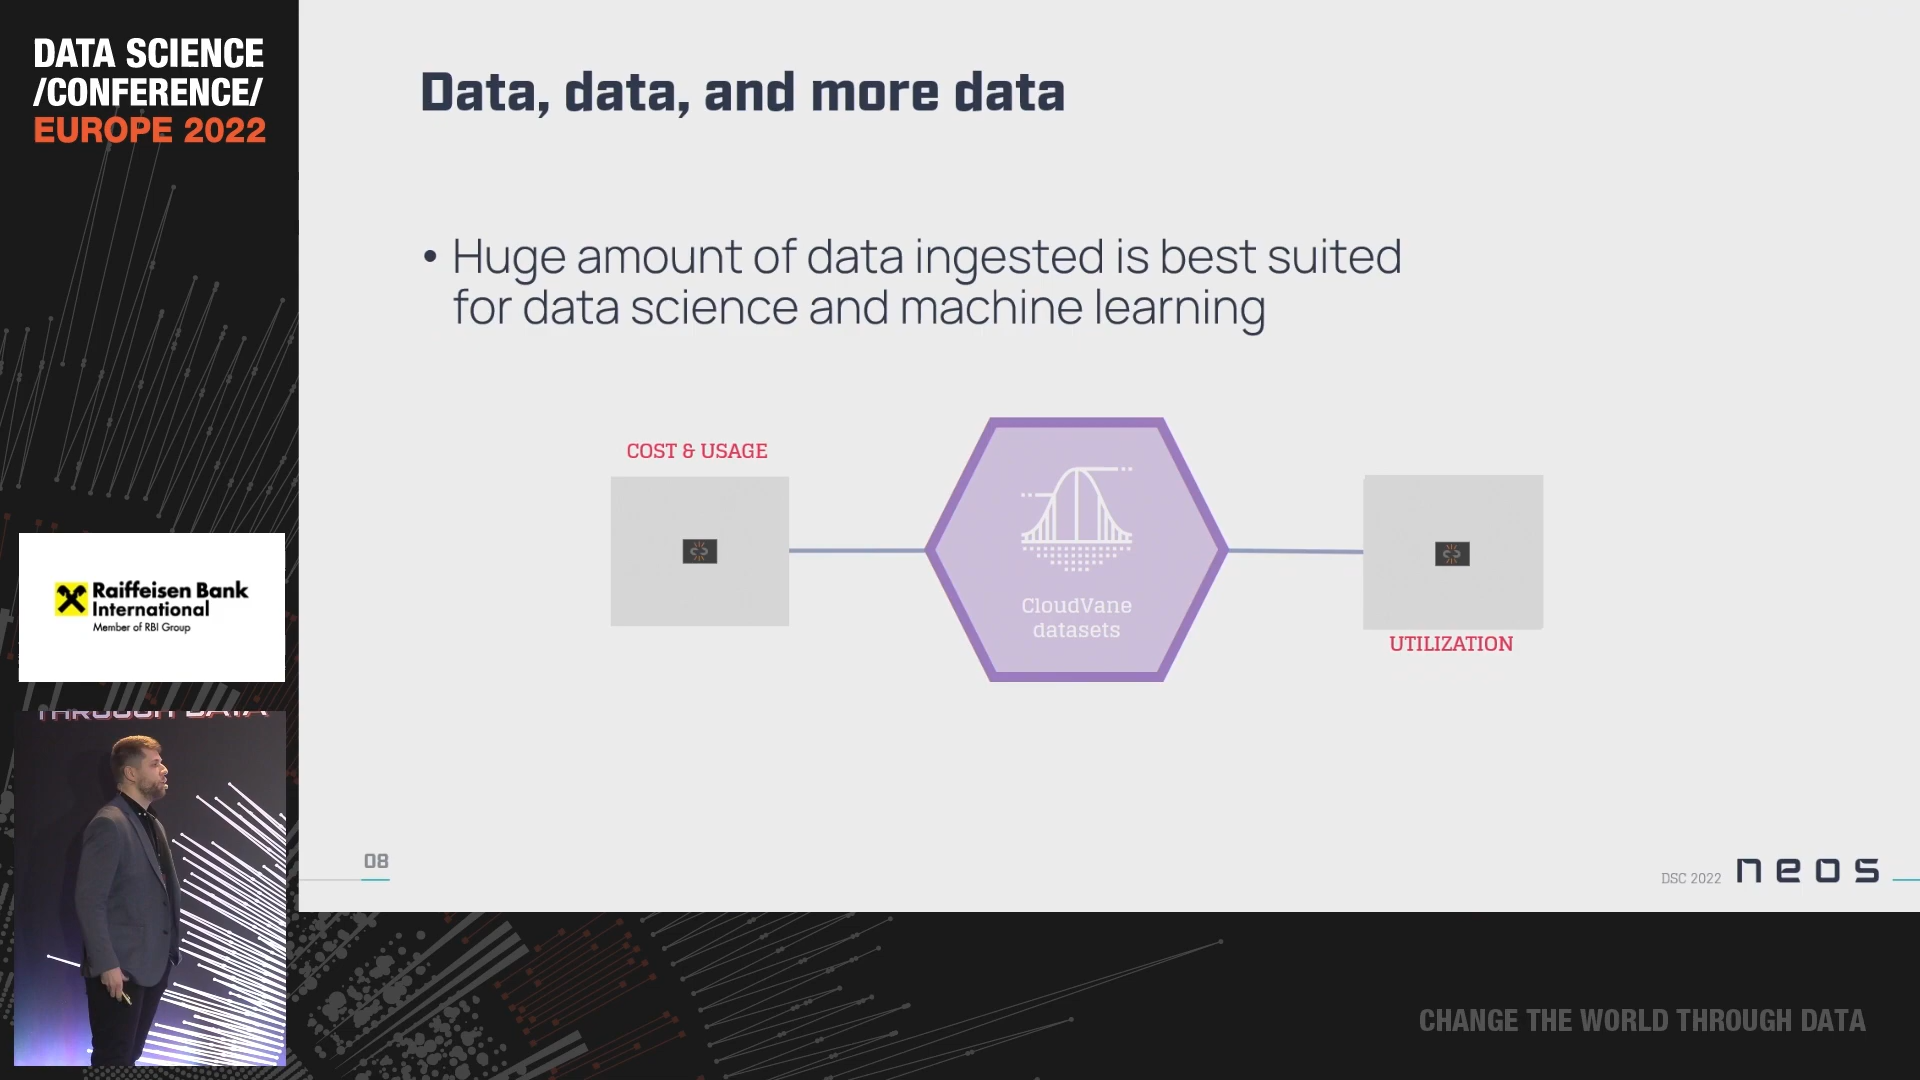 DATA SCIENCE
/CONFERENCE/
EUROPE 2022
Data, data, and more data
• Huge amount of data ingested is best suited
for data science and machine learning
COST & USAGE
CloudVane
datasets
UTILIZATION
Raiffeisen Bank
International
Member of RBI Group
THROUGH DATA
08
DSC 2022
neos
CHANGE THE WORLD THROUGH DATA